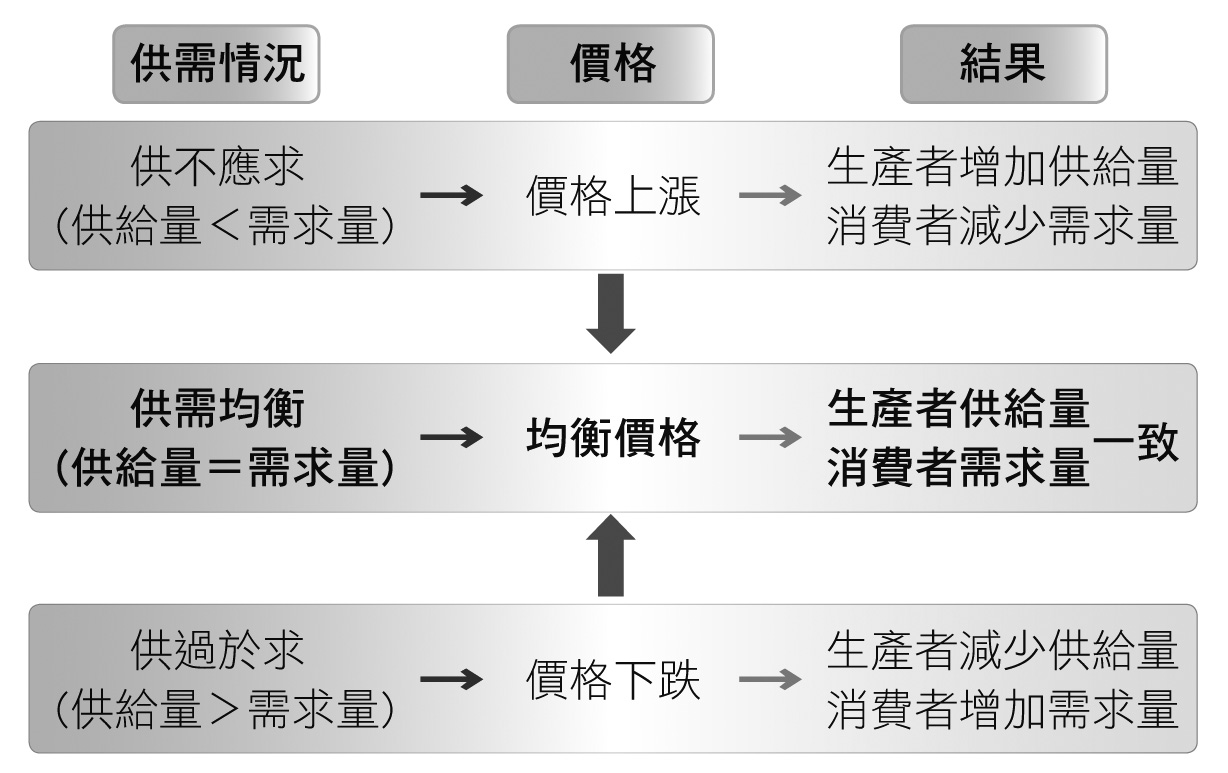 供需情況
價格
結果
供不應求
(供給量＜需求量)
價格上漲
生產者增加供給量
消費者減少需求量
供需均衡
(供給量＝需求量)
均衡價格
生產者供給量
消費者需求量
一致
供過於求
(供給量＞需求量)
價格下跌
生產者減少供給量
消費者增加需求量